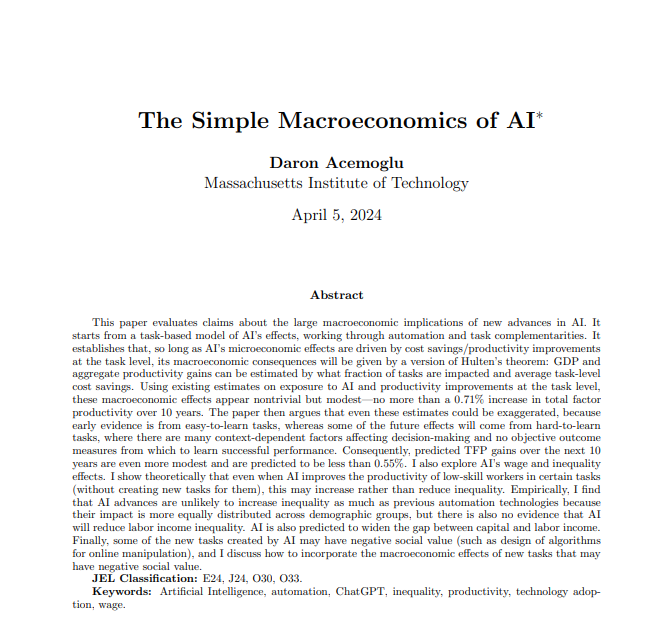 The Simple Macroeconomics of AI*
Daron Acemoglu
Massachusetts Institute of Technology
April 5, 2024
Abstract
This paper evaluates claims about the large macroeconomic implications of new advances in AI. It
starts from a task-based model of AI's effects, working through automation and task complementarities. It
establishes that, so long as AI's microeconomic effects are driven by cost savings/productivity improvements
at the task level, its macroeconomic consequences will be given by a version of Hulten's theorem: GDP and
aggregate productivity gains can be estimated by what fraction of tasks are impacted and average task-level
cost savings. Using existing estimates on exposure to AI and productivity improvements at the task level,
these macroeconomic effects appear nontrivial but modest—no more than a 0.71% increase in total factor
productivity over 10 years. The paper then argues that even these estimates could be exaggerated, because
early evidence is from easy-to-learn tasks, whereas some of the future effects will come from hard-to-learn
tasks, where there are many context-dependent factors affecting decision-making and no objective outcome
measures from which to learn successful performance. Consequently, predicted TFP gains over the next 10
years are even more modest and are predicted to be less than 0.55%. I also explore AI's wage and inequality
effects. I show theoretically that even when AI improves the productivity of low-skill workers in certain tasks
(without creating new tasks for them), this may increase rather than reduce inequality. Empirically, I find
that AI advances are unlikely to increase inequality as much as previous automation technologies because
their impact is more equally distributed across demographic groups, but there is also no evidence that AI
will reduce labor income inequality. AI is also predicted to widen the gap between capital and labor income.
Finally, some of the new tasks created by AI may have negative social value (such as design of algorithms
for online manipulation), and I discuss how to incorporate the macroeconomic effects of new tasks that may
have negative social value.
JEL Classification: E24, J24, O30, O33.
Keywords: Artificial Intelligence, automation, ChatGPT, inequality, productivity, technology adop-
tion, wage.